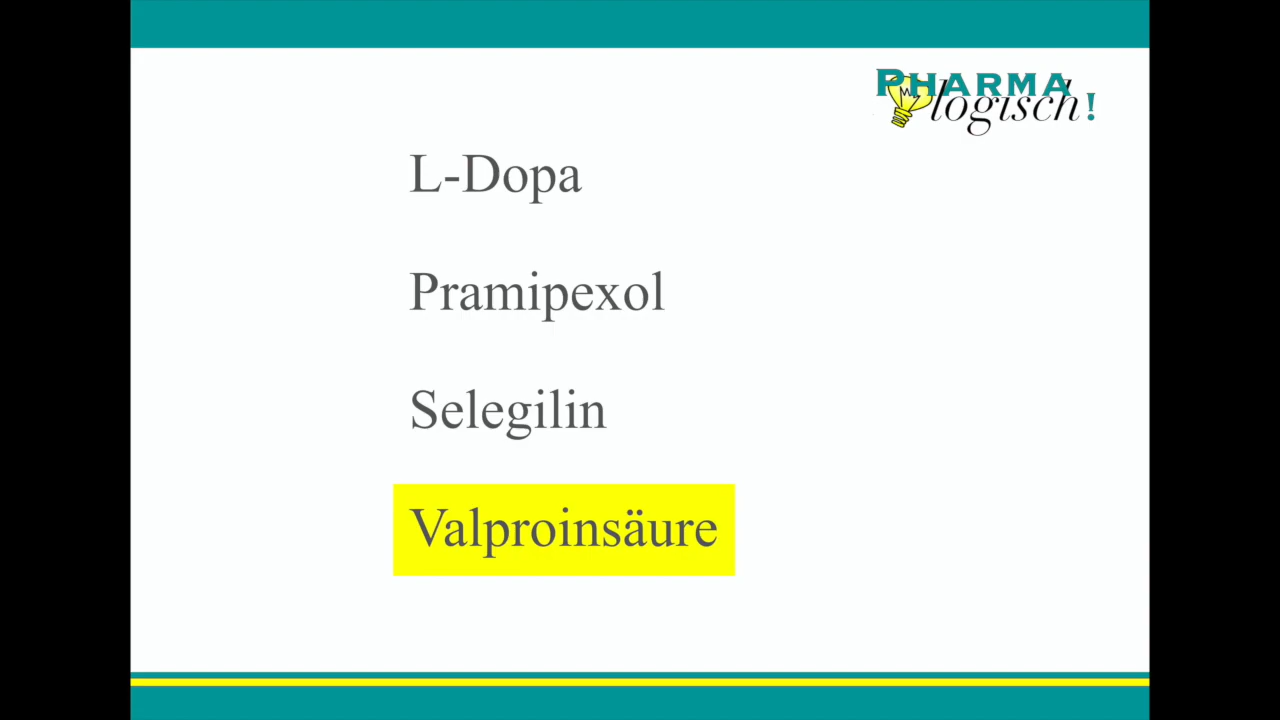 PHARMA
logisch!
L-Dopa
Pramipexol
Selegilin
Valproinsäure